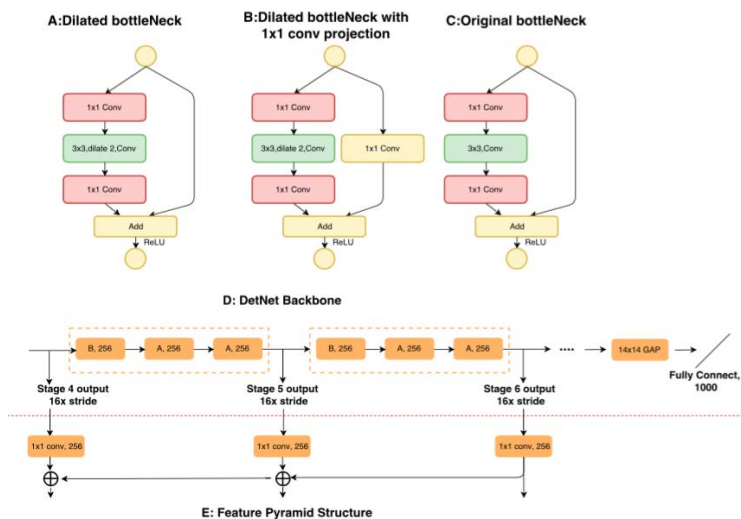 A:Dilated bottleNeck
1x1 Conv
3x3,dilate 2,Conv
1x1 Conv
Add
ReLU
B:Dilated bottleNeck with
1x1 conv projection
1x1 Conv
3x3,dilate 2,Conv
1x1 Conv
1x1 Conv
Add
ReLU
C:Original bottleNeck
1x1 Conv
3x3,Conv
1x1 Conv
Add
ReLU
D: DetNet Backbone
B, 256
A, 256
A, 256
B, 256
A, 256
A, 256
....
14x14 GAP
Fully Connect,
1000
Stage 4 output
16x stride
Stage 5 output
16x stride
Stage 6 output
16x stride
1x1 conv, 256
1x1 conv, 256
1x1 conv, 256
E: Feature Pyramid Structure